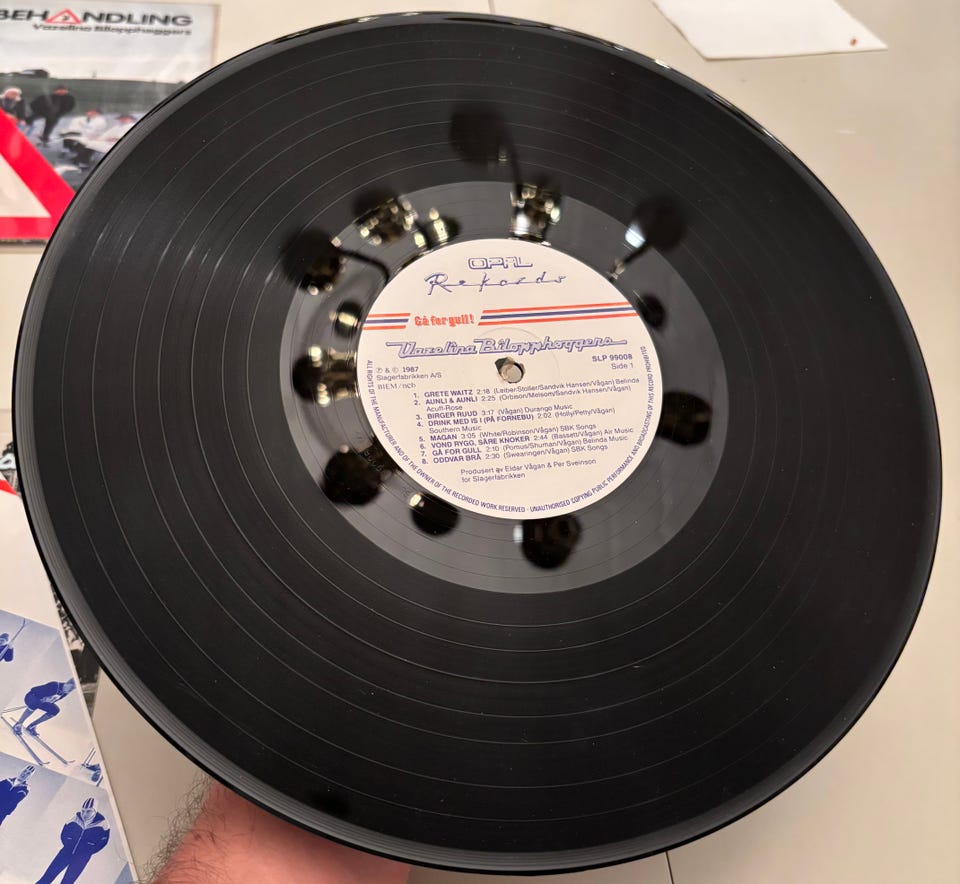 BEHANDLING
Vazelina Bilopphøggers
OPAL
Rekords
Gå for gull!
Vazelina Bilopphøggers
℗ & © 1987
Slagerfabrikken A/S
BIEM/ncb
SLP 99008
Side 1
1. GRETE WAITZ 2:18 (Leiber/Stoller/Sandvik Hansen/Vågan) Belinda
2. AUNLI & AUNLI 2:25 (Orbison/Melsom/Sandvik Hansen/Vågan)
Acuff-Rose
3. BIRGER RUUD 3:17 (Vågan) Durango Music
4. DRINK MED IS I (PÅ FORNEBU) 2:02 (Holly/Petty/Vågan)
Southern Music
5. MAGAN 3:05 (White/Robinson/Vågan) SBK Songs
6. VOND RYGG, SÅRE KNOKER 2:44 (Bassett/Vågan) Air Music
7. GÅ FOR GULL 2:10 (Pomus/Shuman/Vågan) Belinda Music
8. ODDVAR BRÅ 2:30 (Swearingen/Vågan) SBK Songs
Produsert av Eldar Vågan & Per Sveinson
for Slagerfabrikken
ALL RIGHTS OF THE MANUFACTURER AND OF THE OWNER OF THE RECORDED WORK RESERVED - UNAUTHORISED COPYING PUBLIC PERFORMANCE AND BROADCASTING OF THIS RECORD PROHIBITED